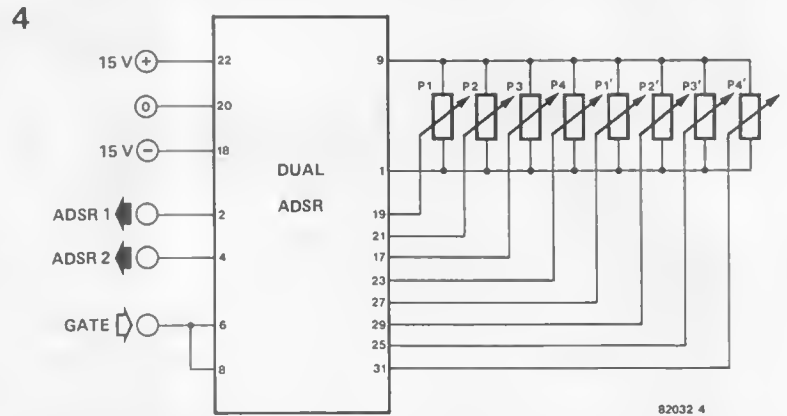 4
15 V +
22
9
P1 P2 P3 P4 P1' P2' P3' P4'
0
20
15 V −
18
DUAL
ADSR
1
ADSR 1
2
19
21
ADSR 2
4
17
23
27
GATE
6
29
25
8
31
82032 4